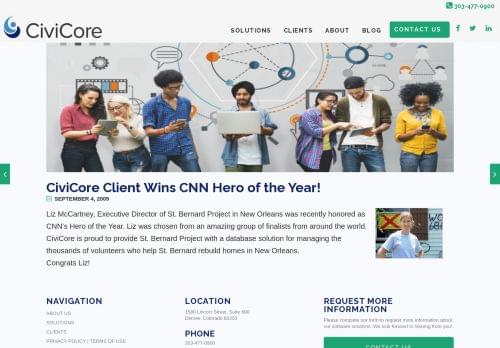 303-477-0900
CiviCore
SOLUTIONS CLIENTS ABOUT BLOG CONTACT US
CiviCore Client Wins CNN Hero of the Year!
SEPTEMBER 4, 2009
Liz McCartney, Executive Director of St. Bernard Project in New Orleans was recently honored as
CNN's Hero of the Year. Liz was chosen from an amazing group of finalists from around the world.
CiviCore is proud to provide St. Bernard Project with a database solution for managing the
thousands of volunteers who help St. Bernard rebuild homes in New Orleans.
Congrats Liz!
NAVIGATION
ABOUT US
SOLUTIONS
CLIENTS
PRIVACY POLICY | TERMS OF USE
LOCATION
Lincoln Street, Suite 600
Denver, Colorado 80203
PHONE
303-477-0900
REQUEST MORE
INFORMATION
Please complete our form to request more information about
our software solutions. We look forward to hearing from you!
CONTACT US